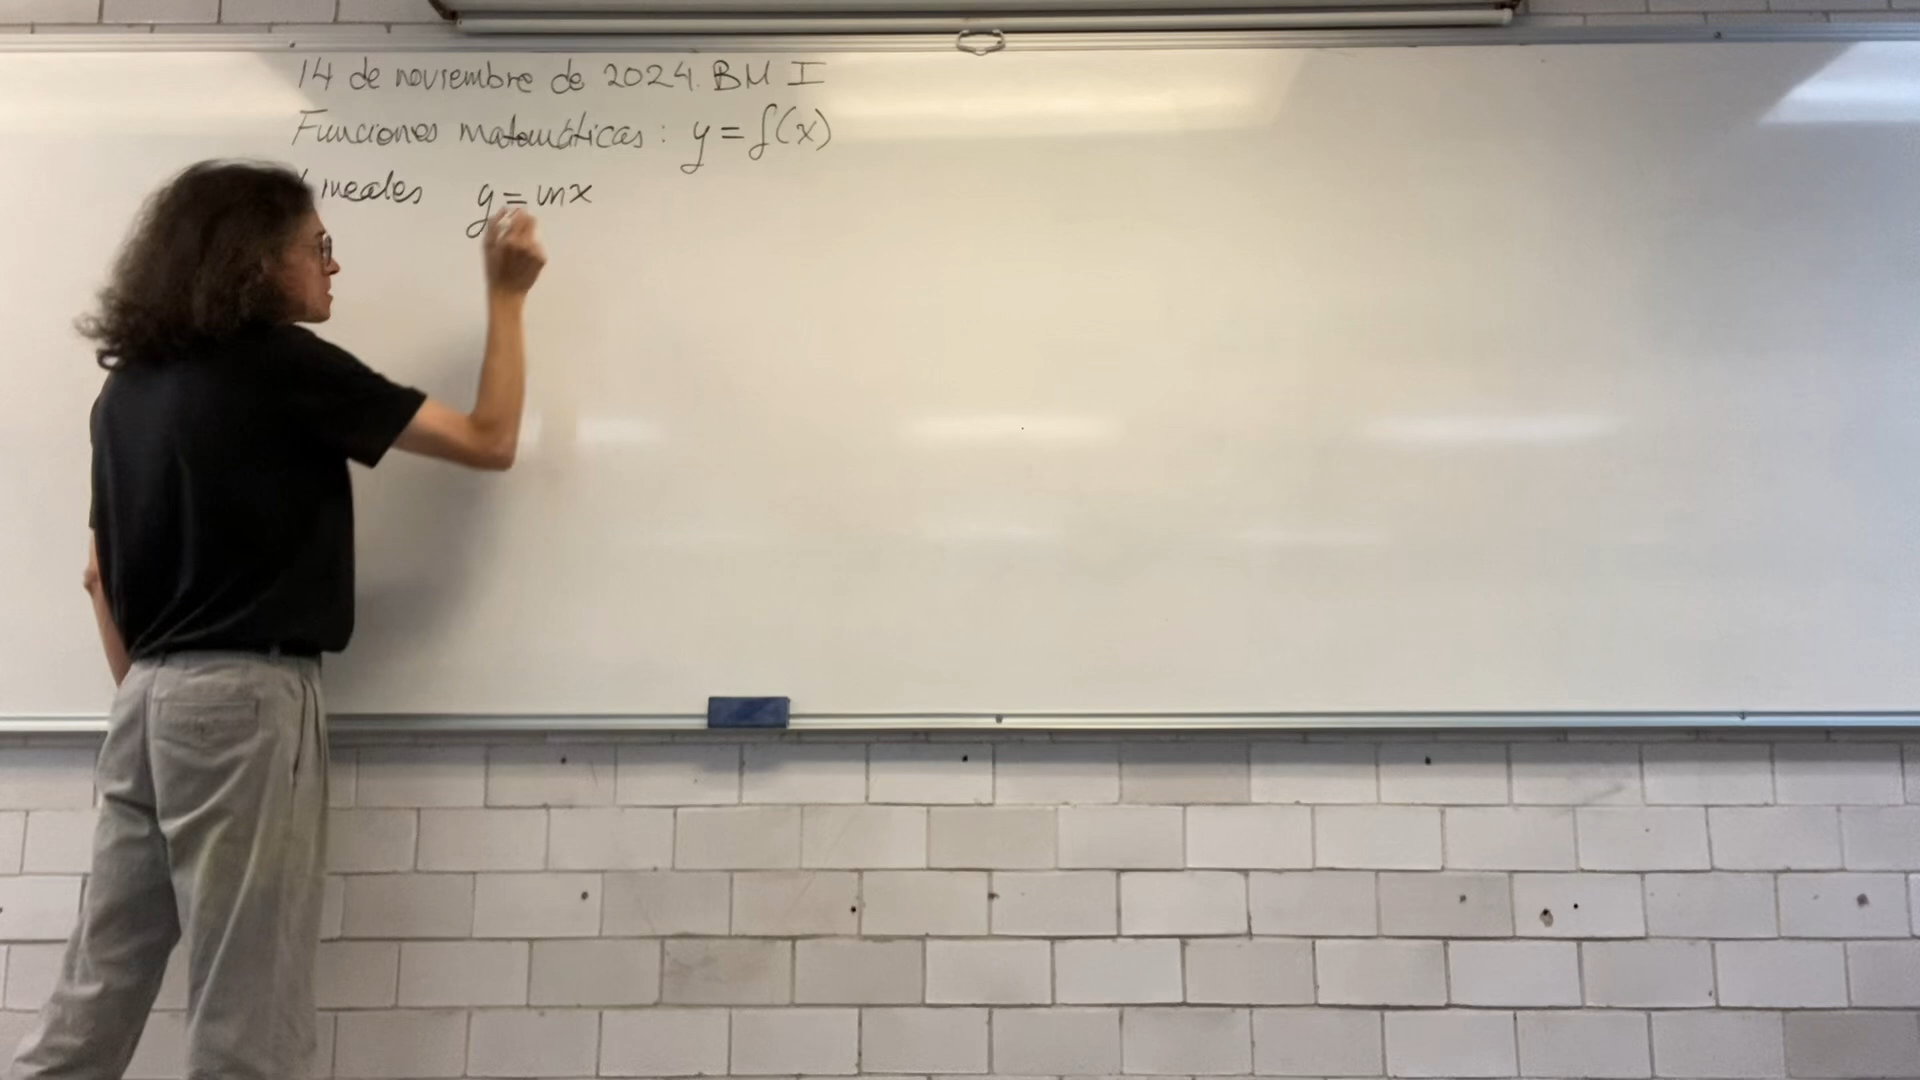 14 de noviembre de 2024. BM I
Funciones matemáticas: y = f(x)
Lineales y = mx